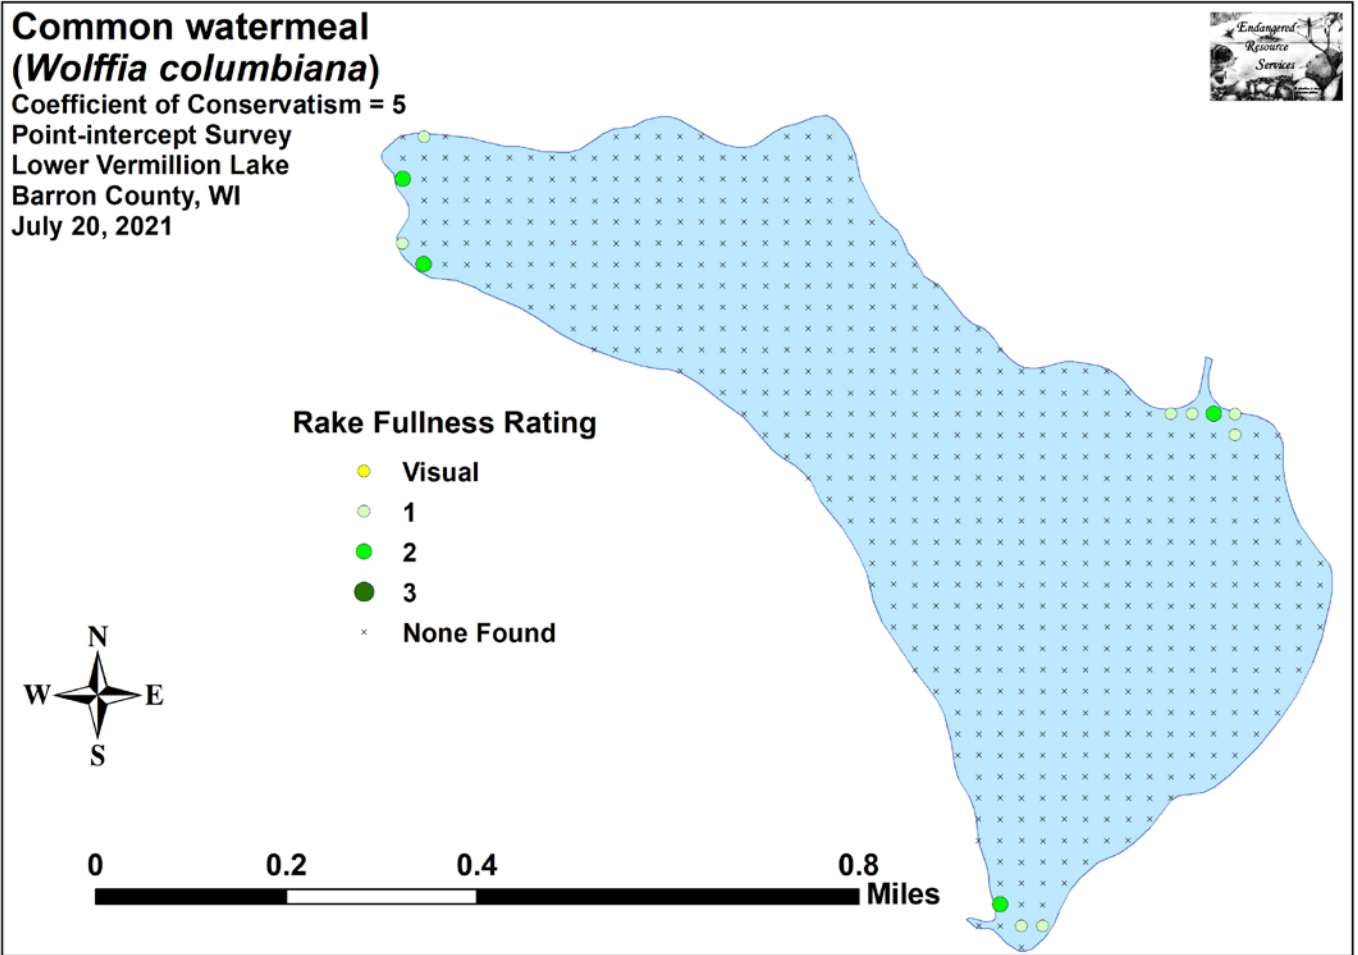 Common watermeal
(Wolffia columbiana)
Coefficient of Conservatism = 5
Point-intercept Survey
Lower Vermillion Lake
Barron County, WI
July 20, 2021
Endangered
Resource
Services
Rake Fullness Rating
Visual
1
2
3
None Found
N
W E
S
0 0.2 0.4 0.8
Miles